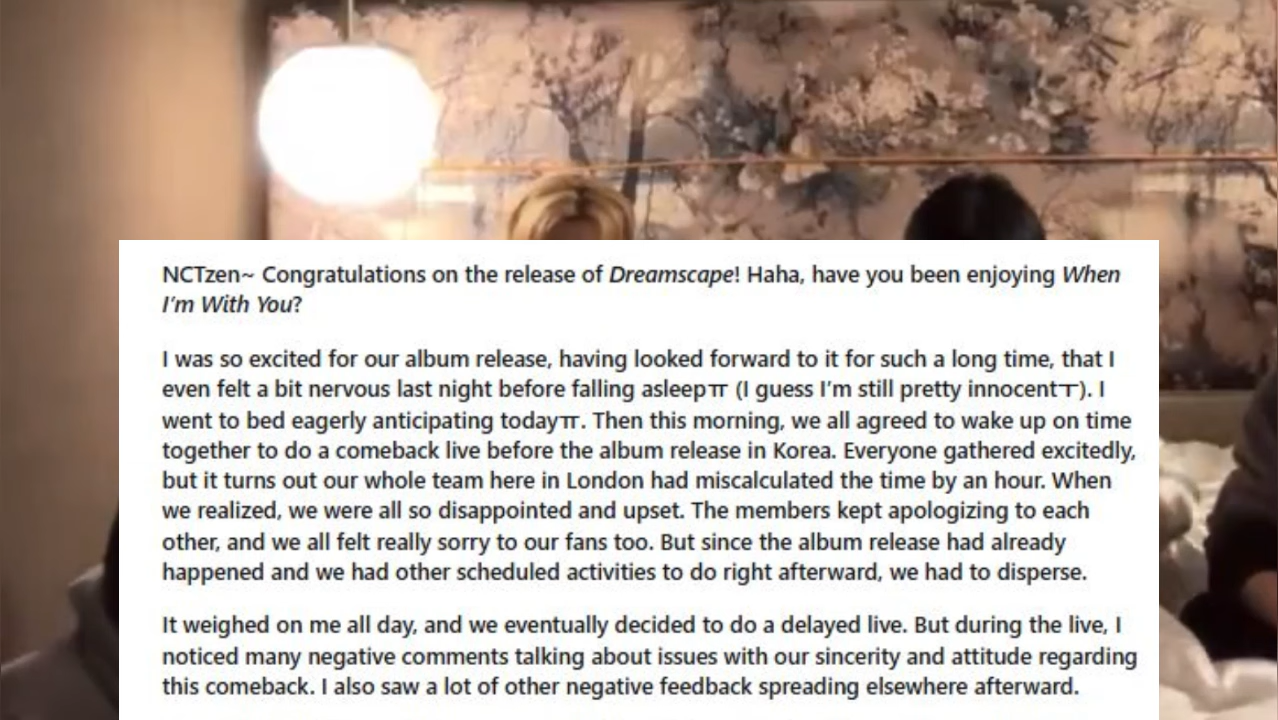 NCTzen~ Congratulations on the release of Dreamscape! Haha, have you been enjoying When
I'm With You?
I was so excited for our album release, having looked forward to it for such a long time, that I
even felt a bit nervous last night before falling asleepㅠ (I guess I'm still pretty innocentㅜ). I
went to bed eagerly anticipating todayㅠ. Then this morning, we all agreed to wake up on time
together to do a comeback live before the album release in Korea. Everyone gathered excitedly,
but it turns out our whole team here in London had miscalculated the time by an hour. When
we realized, we were all so disappointed and upset. The members kept apologizing to each
other, and we all felt really sorry to our fans too. But since the album release had already
happened and we had other scheduled activities to do right afterward, we had to disperse.
It weighed on me all day, and we eventually decided to do a delayed live. But during the live, I
noticed many negative comments talking about issues with our sincerity and attitude regarding
this comeback. I also saw a lot of other negative feedback spreading elsewhere afterward.